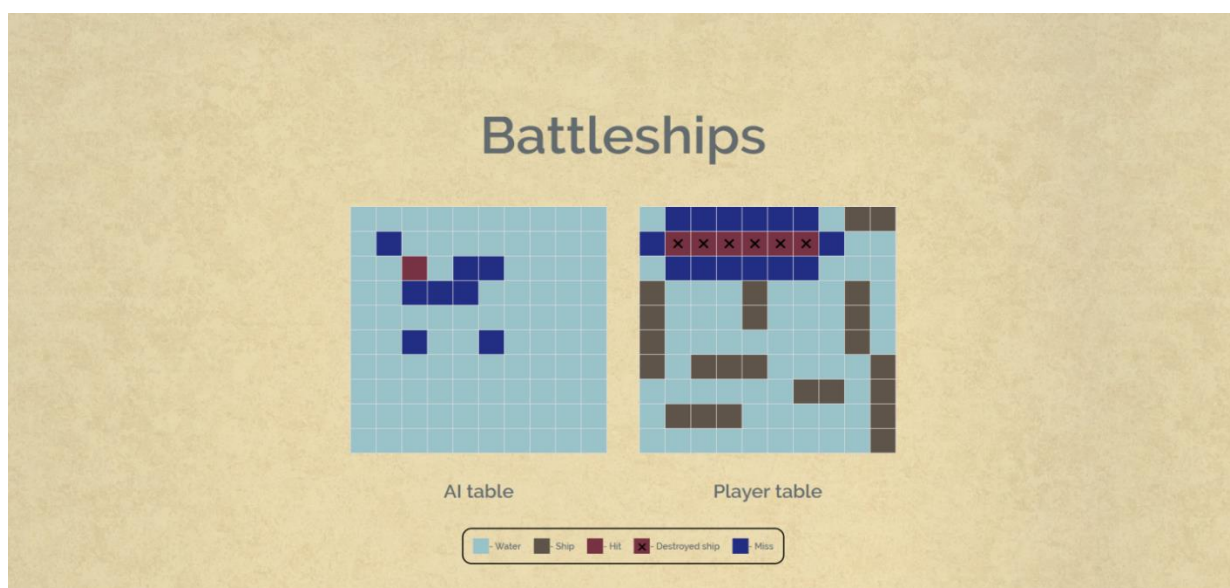 Battleships
AI table
Player table
- Water
- Ship
- Hit
- Destroyed ship
- Miss